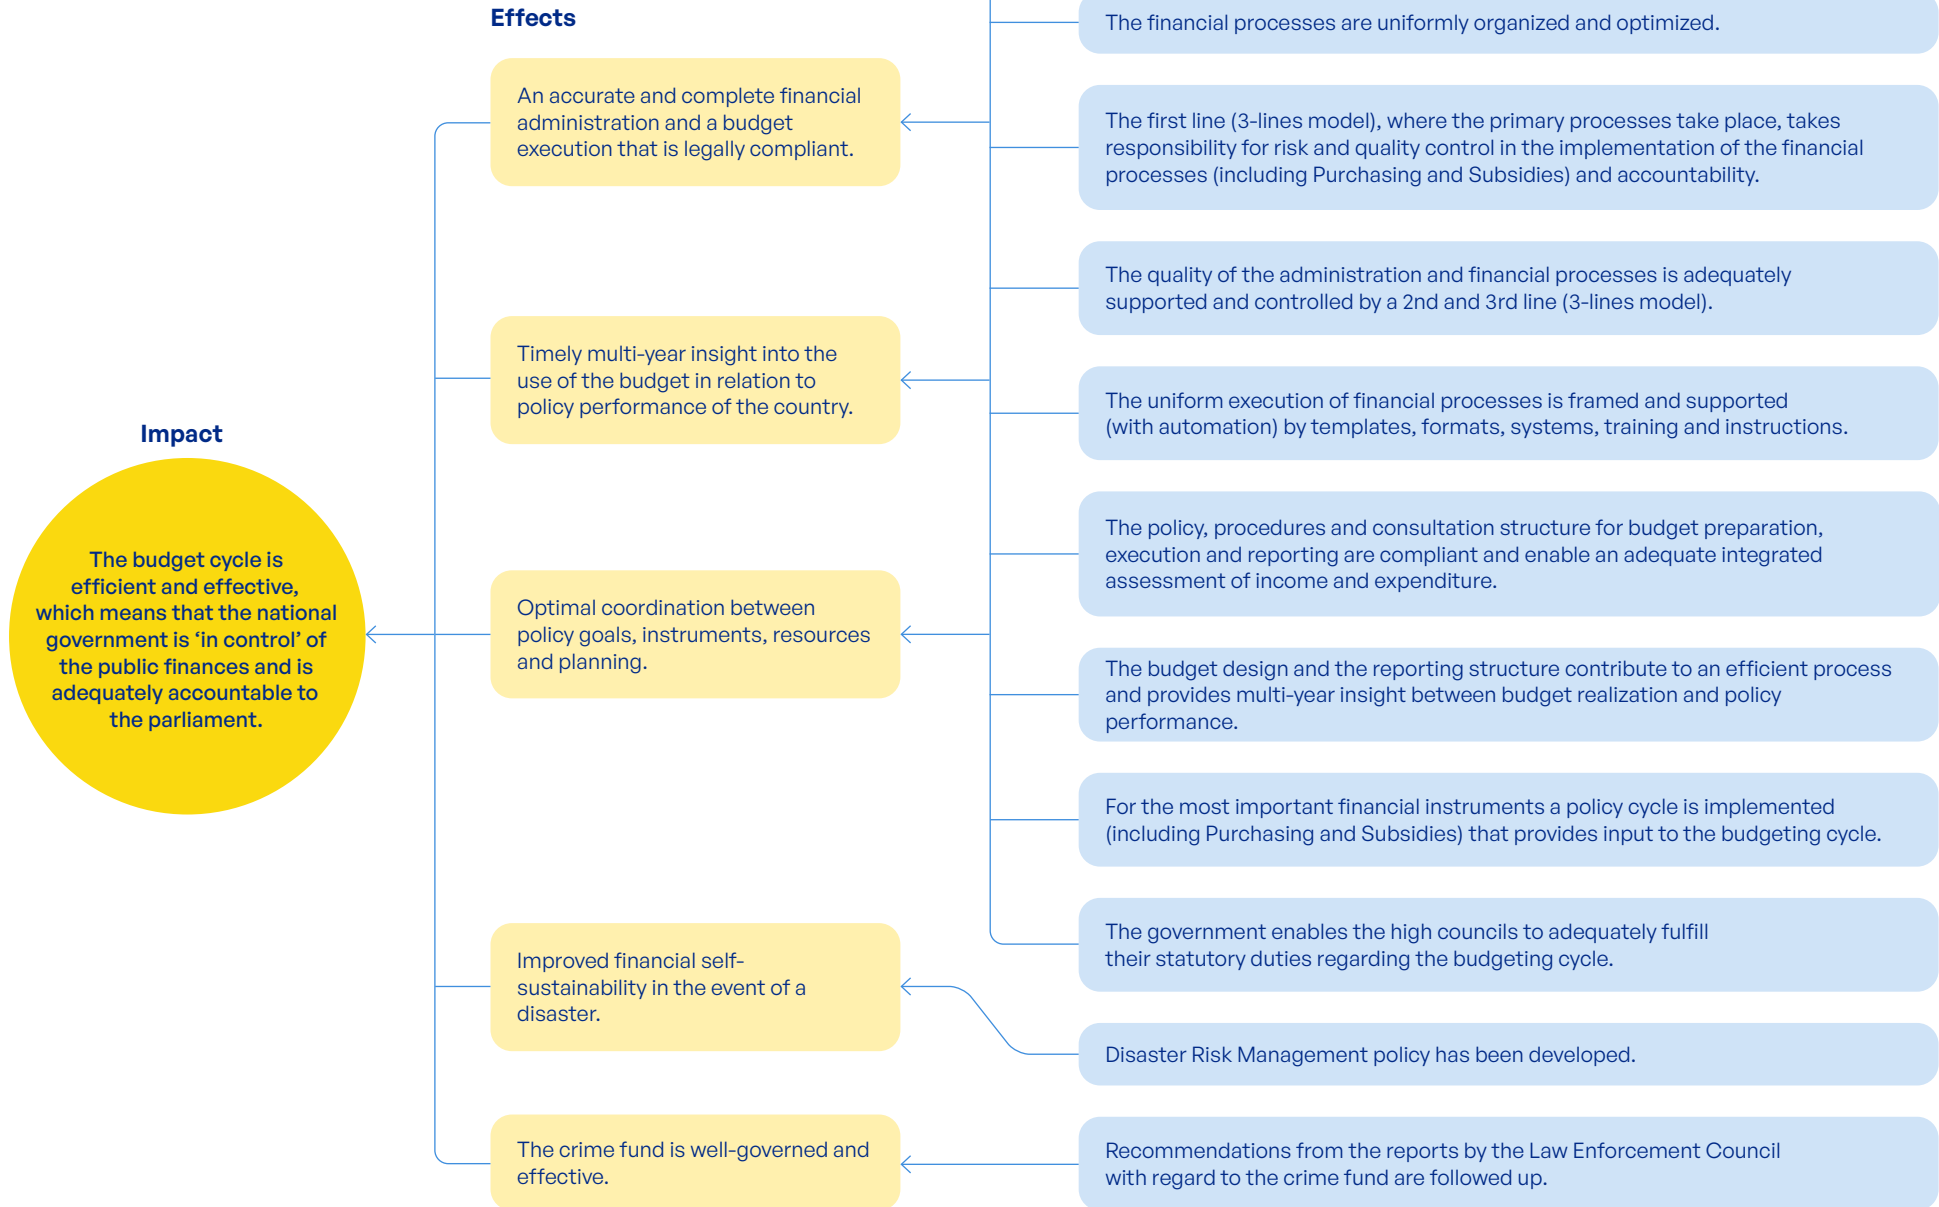 Effects
An accurate and complete financial
administration and a budget
execution that is legally compliant.
Timely multi-year insight into the
use of the budget in relation to
policy performance of the country.
Impact
The budget cycle is
efficient and effective,
which means that the national
government is ‘in control’ of
the public finances and is
adequately accountable to
the parliament.
Optimal coordination between
policy goals, instruments, resources
and planning.
Improved financial self-
sustainability in the event of a
disaster.
The crime fund is well-governed and
effective.
The financial processes are uniformly organized and optimized.
The first line (3-lines model), where the primary processes take place, takes
responsibility for risk and quality control in the implementation of the financial
processes (including Purchasing and Subsidies) and accountability.
The quality of the administration and financial processes is adequately
supported and controlled by a 2nd and 3rd line (3-lines model).
The uniform execution of financial processes is framed and supported
(with automation) by templates, formats, systems, training and instructions.
The policy, procedures and consultation structure for budget preparation,
execution and reporting are compliant and enable an adequate integrated
assessment of income and expenditure.
The budget design and the reporting structure contribute to an efficient process
and provides multi-year insight between budget realization and policy
performance.
For the most important financial instruments a policy cycle is implemented
(including Purchasing and Subsidies) that provides input to the budgeting cycle.
The government enables the high councils to adequately fulfill
their statutory duties regarding the budgeting cycle.
Disaster Risk Management policy has been developed.
Recommendations from the reports by the Law Enforcement Council
with regard to the crime fund are followed up.